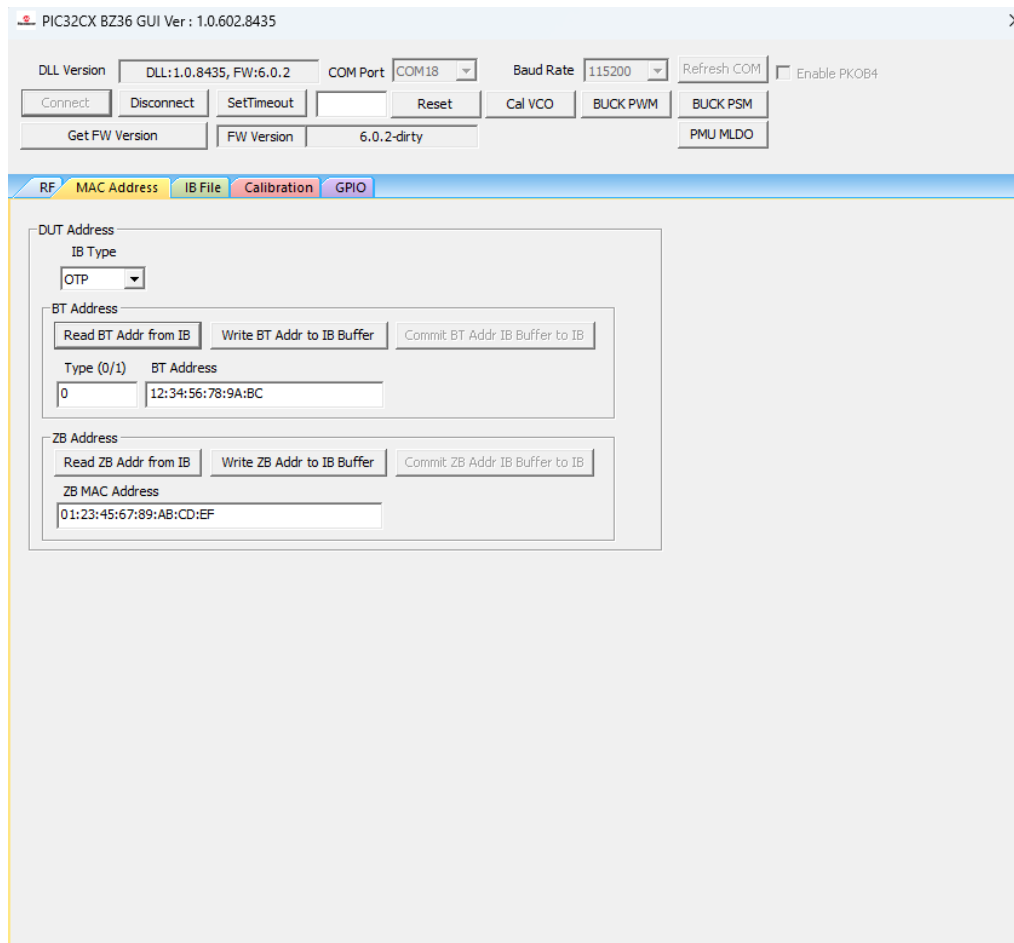 PIC32CX BZ36 GUI Ver : 1.0.602.8435
DLL Version DLL:1.0.8435, FW:6.0.2 COM Port COM18 Baud Rate 115200 Refresh COM Enable PKOB4
Connect Disconnect SetTimeout Reset Cal VCO BUCK PWM BUCK PSM
Get FW Version FW Version 6.0.2-dirty PMU MLDO
RF MAC Address IB File Calibration GPIO
DUT Address
IB Type
OTP
BT Address
Read BT Addr from IB Write BT Addr to IB Buffer Commit BT Addr IB Buffer to IB
Type (0/1) BT Address
0 12:34:56:78:9A:BC
ZB Address
Read ZB Addr from IB Write ZB Addr to IB Buffer Commit ZB Addr IB Buffer to IB
ZB MAC Address
01:23:45:67:89:AB:CD:EF